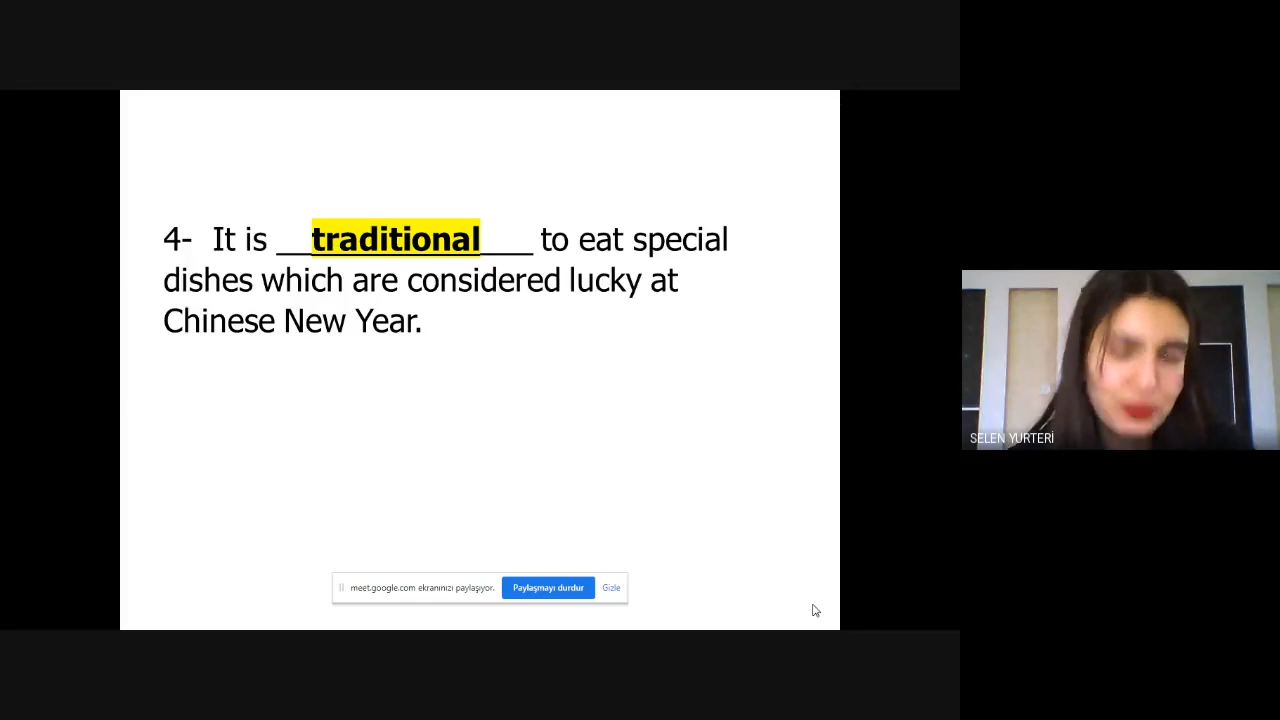 4- It is __traditional___ to eat special
dishes which are considered lucky at
Chinese New Year.
SELEN YURTERİ
meet.google.com ekranınızı paylaşıyor. Paylaşmayı durdur Gizle